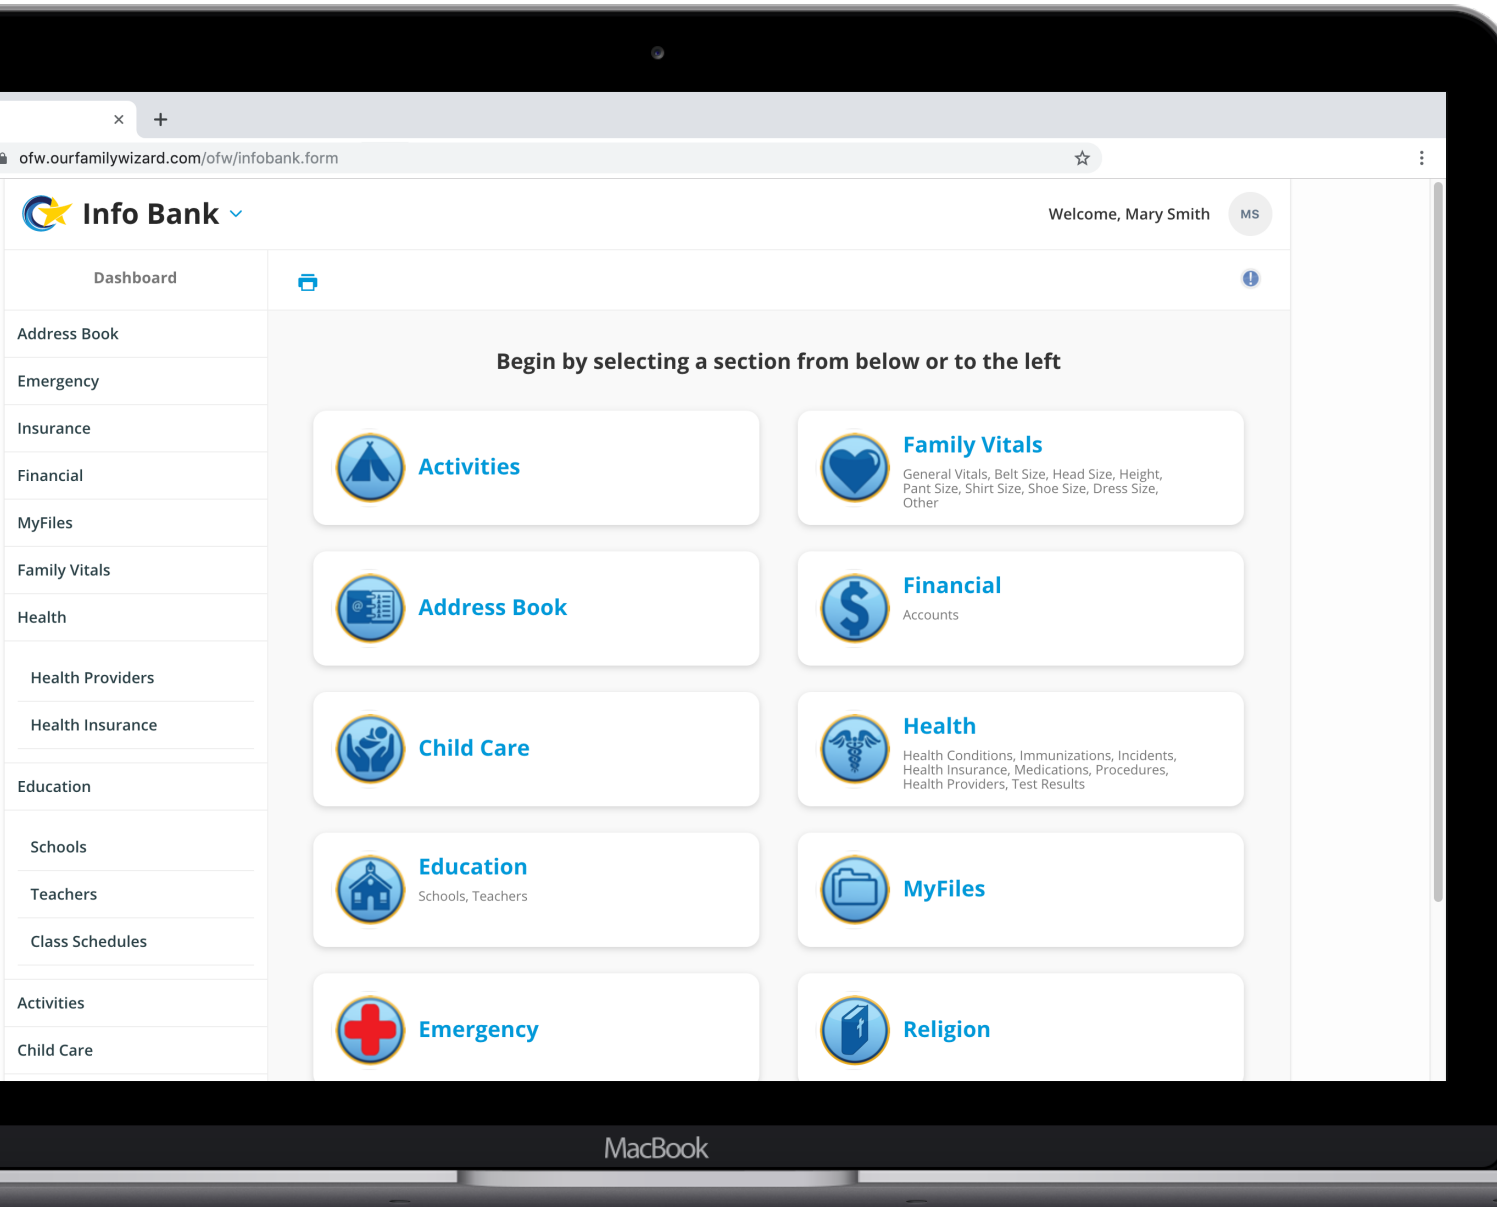 ofw.ourfamilywizard.com/ofw/infobank.form
Info Bank
Welcome, Mary Smith
MS
Dashboard
Address Book
Emergency
Insurance
Financial
MyFiles
Family Vitals
Health
Health Providers
Health Insurance
Education
Schools
Teachers
Class Schedules
Activities
Child Care
Begin by selecting a section from below or to the left
Activities
Family Vitals
General Vitals, Belt Size, Head Size, Height,
Pant Size, Shirt Size, Shoe Size, Dress Size,
Other
Address Book
@
Financial
Accounts
Child Care
Health
Health Conditions, Immunizations, Incidents,
Health Insurance, Medications, Procedures,
Health Providers, Test Results
Education
Schools, Teachers
MyFiles
Emergency
Religion
MacBook